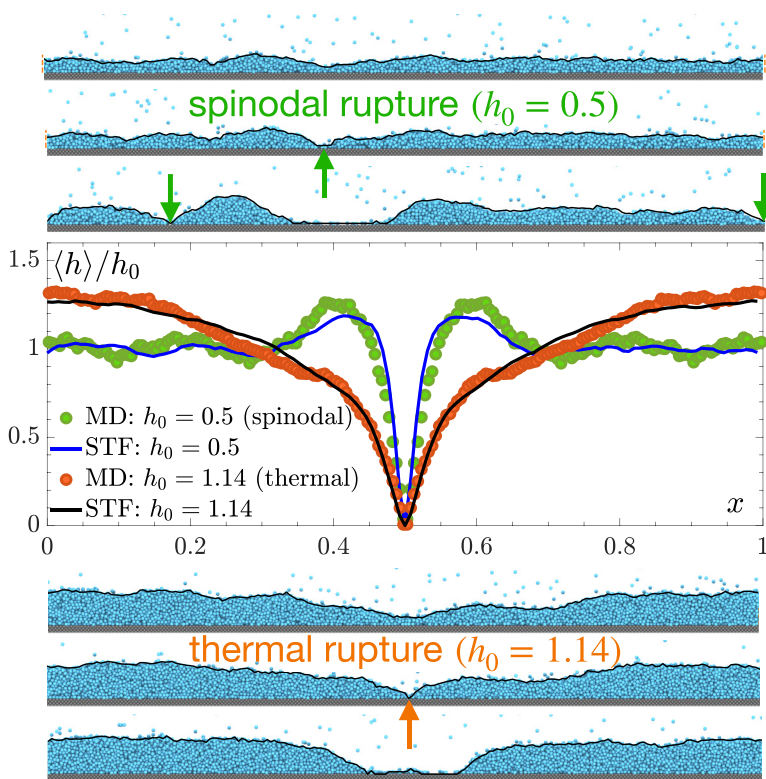 spinodal rupture (h₀ = 0.5)
⟨h⟩/h₀
1.5
1
0.5
0
MD: h₀ = 0.5 (spinodal)
STF: h₀ = 0.5
MD: h₀ = 1.14 (thermal)
STF: h₀ = 1.14
x
0 0.2 0.4 0.6 0.8 1
thermal rupture (h₀ = 1.14)